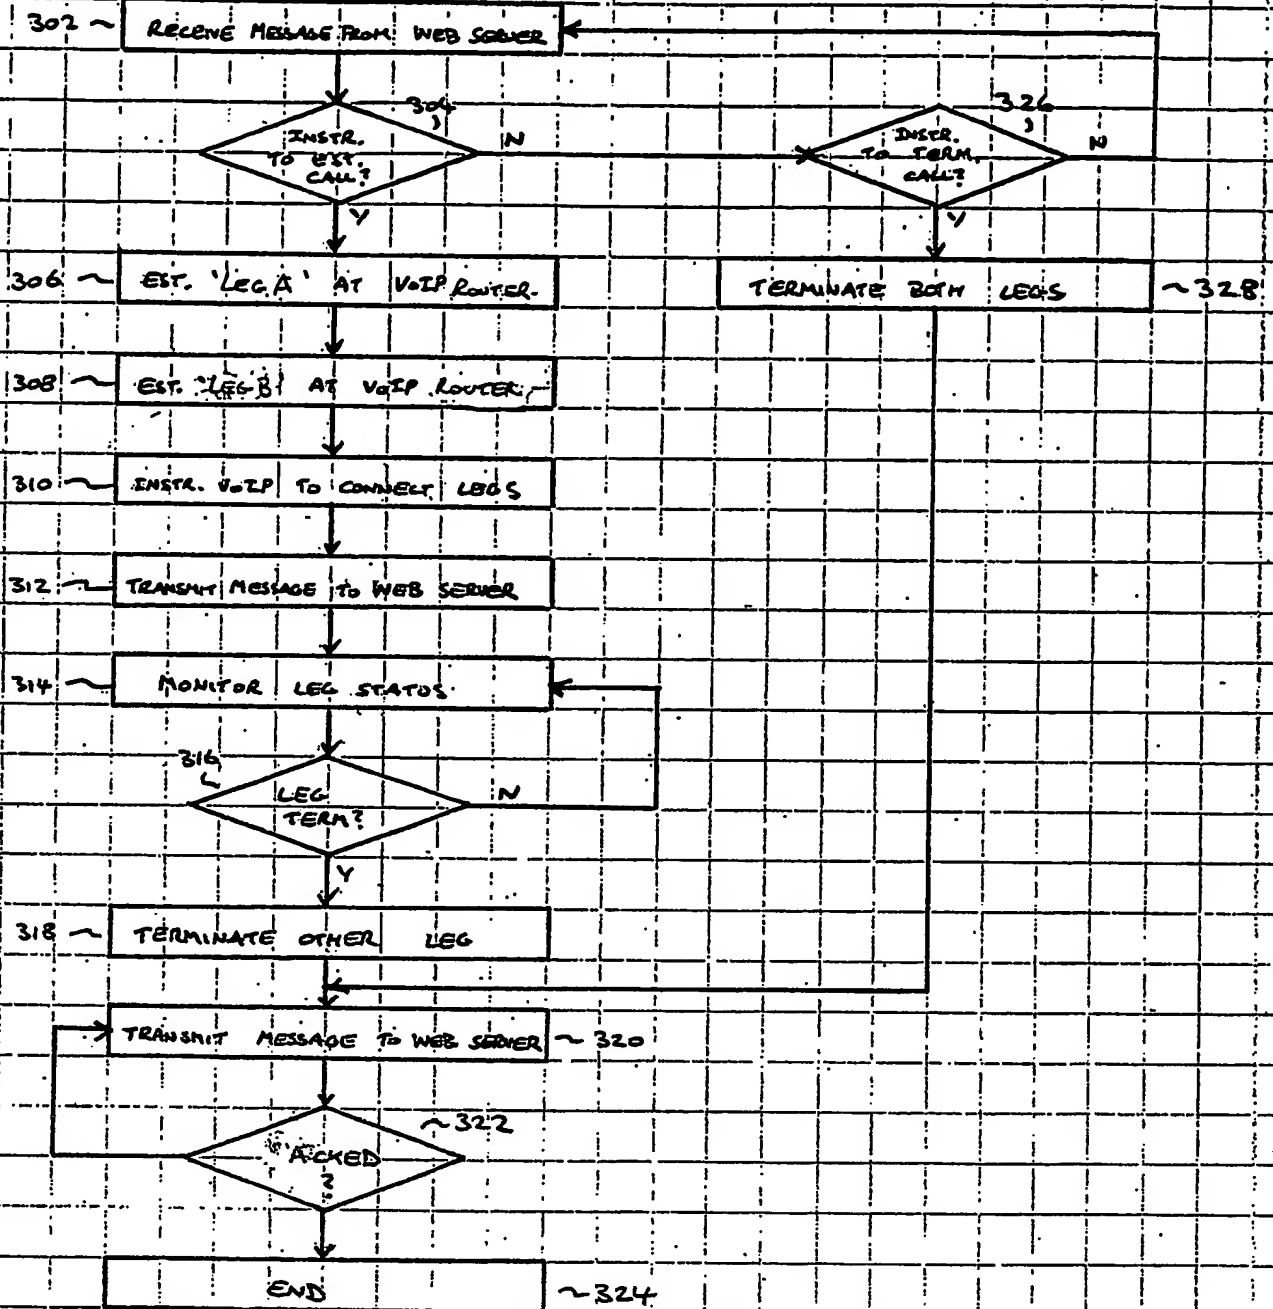 302 ~ RECEIVE MESSAGE FROM WEB SERVER
304
INSTR.
TO EST.
CALL?
N
Y
326
INSTR.
TO TERM.
CALL?
N
Y
306 ~ EST. 'LEG A' AT VoIP ROUTER.
TERMINATE BOTH LEGS ~328
308 ~ EST. 'LEG B' AT VoIP ROUTER
310 ~ INSTR. VoIP TO CONNECT LEGS
312 ~ TRANSMIT MESSAGE TO WEB SERVER
314 ~ MONITOR LEG STATUS
316
LEG
TERM?
N
Y
318 ~ TERMINATE OTHER LEG
TRANSMIT MESSAGE TO WEB SERVER ~ 320
~322
ACKED
?
END ~324